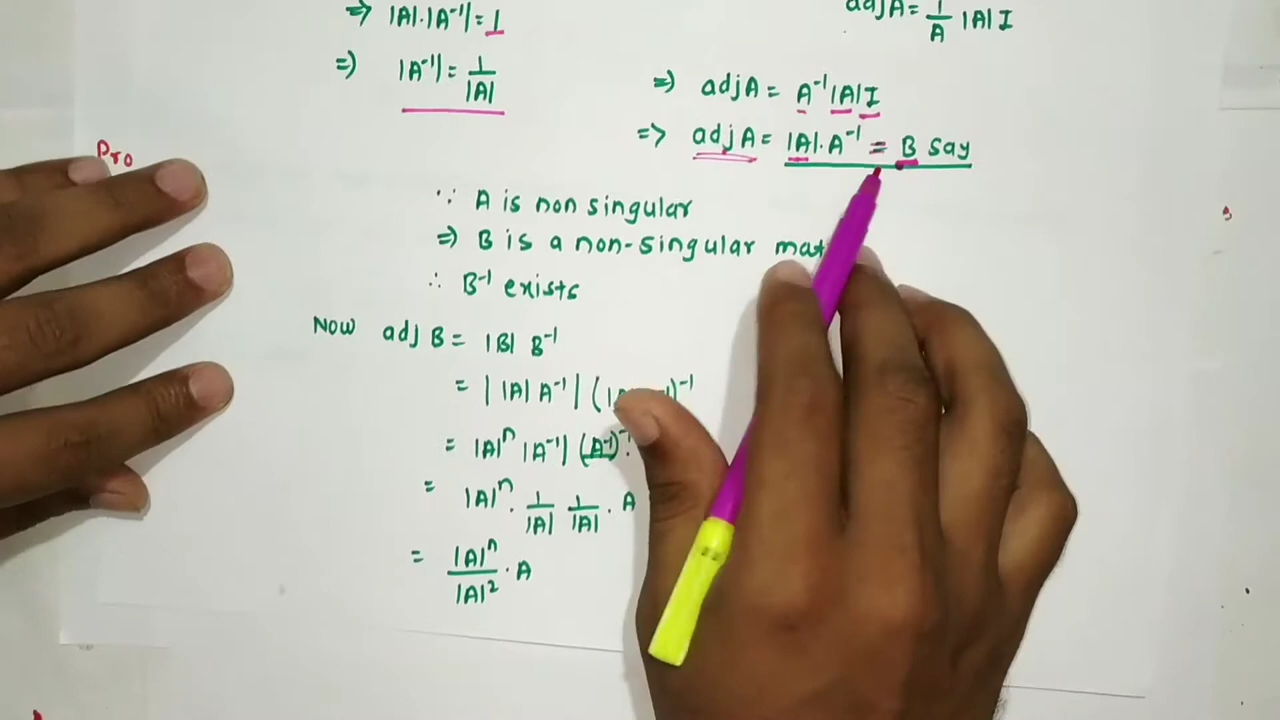 => |A|.|A⁻¹| = 1
=> |A⁻¹| = 1/|A|
adjA = 1/A |A| I
=> adjA = A⁻¹|A|I
=> adjA = |A|.A⁻¹ = B say
Pro
∵ A is non singular
=> B is a non-singular
∴ B⁻¹ exists
Now adj B = |B| B⁻¹
= | |A| A⁻¹ | (
= |A|ⁿ |A⁻¹| (A⁻¹)
= |A|ⁿ . 1/|A| 1/|A| . A
= |A|ⁿ/|A|² . A